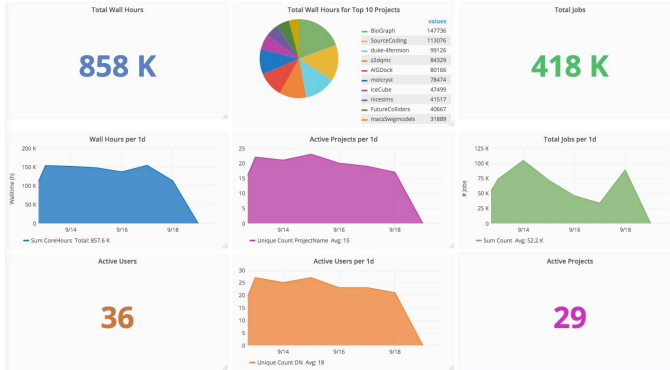 Total Wall Hours
858 K
Total Wall Hours for Top 10 Projects
values
BioGraph 147736
SourceCoding 113076
duke-4fermion 99126
z2dqmc 84329
AlGDock 80166
molcryst 78474
IceCube 47499
nicesims 41517
FutureColliders 40667
macsSwigmodels 31889
Total Jobs
418 K
Wall Hours per 1d
Walltime (h)
200 K
150 K
100 K
50 K
0
9/14 9/16 9/18
Sum CoreHours Total: 857.6 K
Active Projects per 1d
25
20
15
10
5
0
9/14 9/16 9/18
Unique Count ProjectName Avg: 15
Total Jobs per 1d
# Jobs
125 K
100 K
75 K
50 K
25 K
0
9/14 9/16 9/18
Sum Count Avg: 52.2 K
Active Users
36
Active Users per 1d
30
25
20
15
10
5
0
9/14 9/16 9/18
Unique Count DN Avg: 18
Active Projects
29